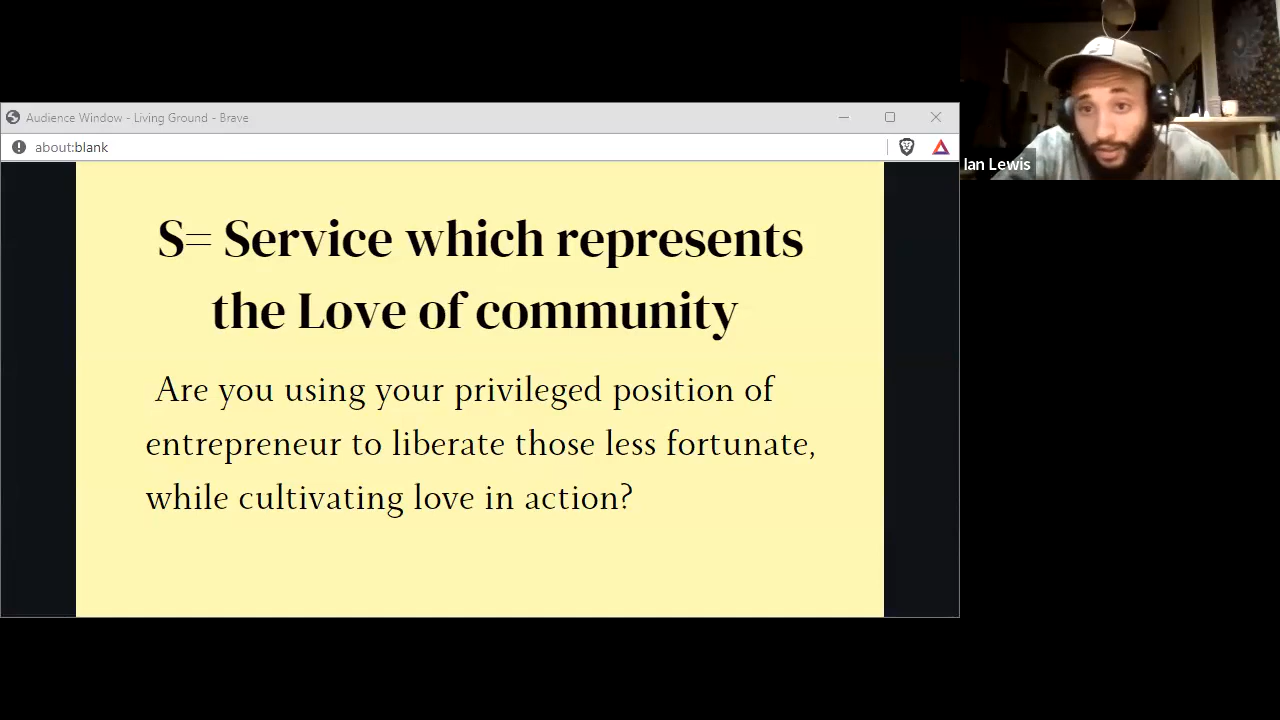 Audience Window - Living Ground - Brave
about:blank
Ian Lewis
S= Service which represents
the Love of community
Are you using your privileged position of
entrepreneur to liberate those less fortunate,
while cultivating love in action?